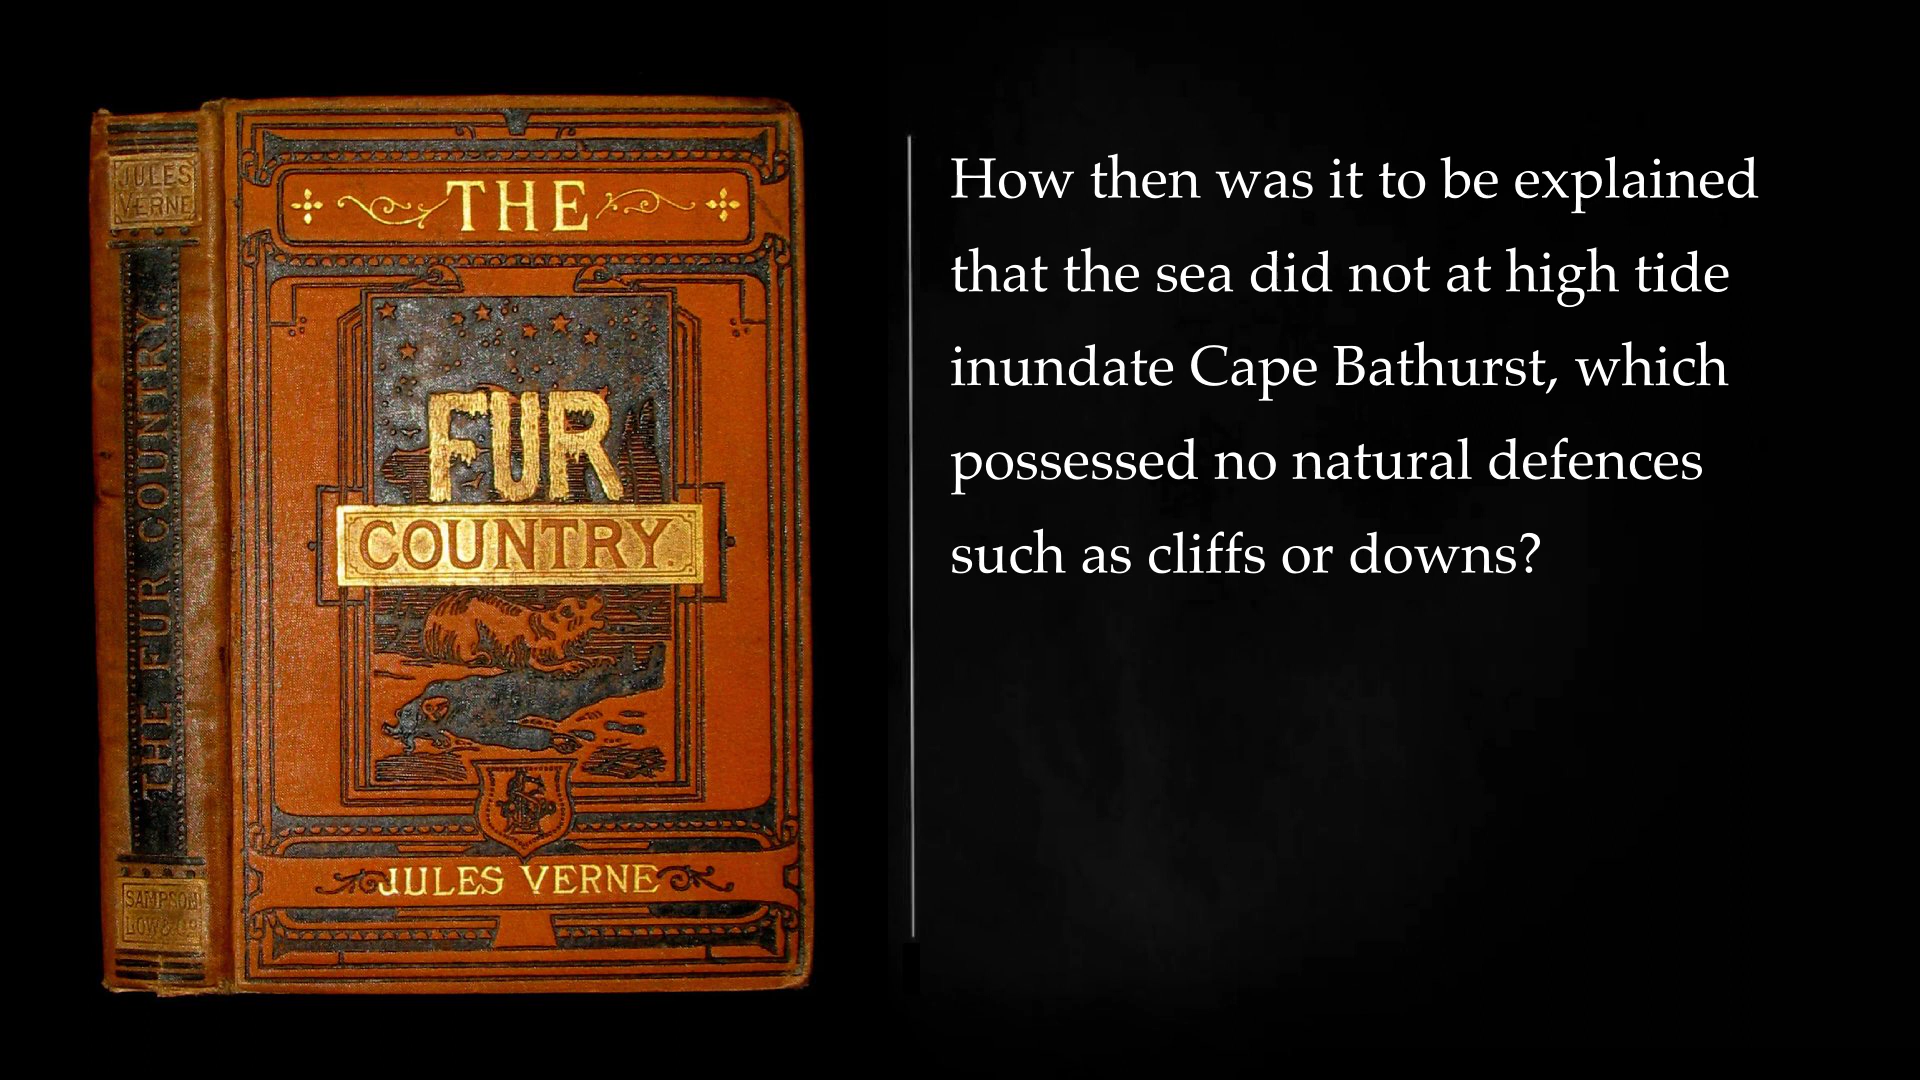 JULES
VERNE
THE FUR COUNTRY.
SAMPSON
LOW & Co
THE
FUR
COUNTRY.
JULES VERNE
How then was it to be explained
that the sea did not at high tide
inundate Cape Bathurst, which
possessed no natural defences
such as cliffs or downs?